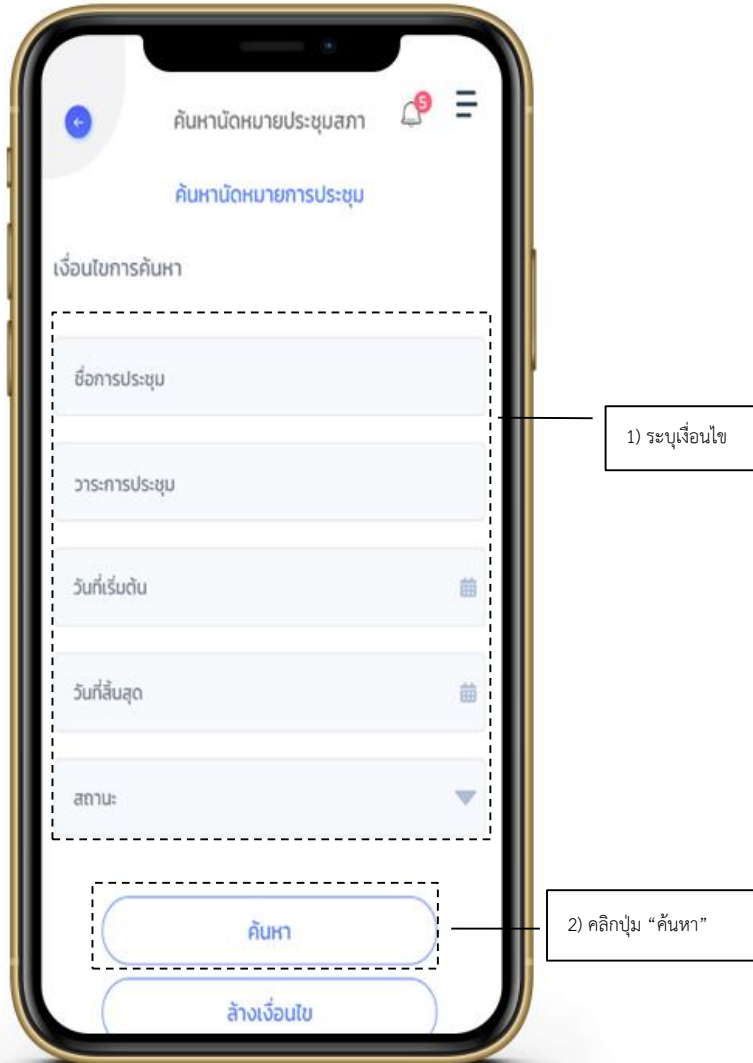 5
ค้นหานัดหมายประชุมสภา
ค้นหานัดหมายการประชุม
เงื่อนไขการค้นหา
ชื่อการประชุม
วาระการประชุม
วันที่เริ่มต้น
วันที่สิ้นสุด
สถานะ
1) ระบุเงื่อนไข
ค้นหา
2) คลิกปุ่ม “ค้นหา”
ล้างเงื่อนไข